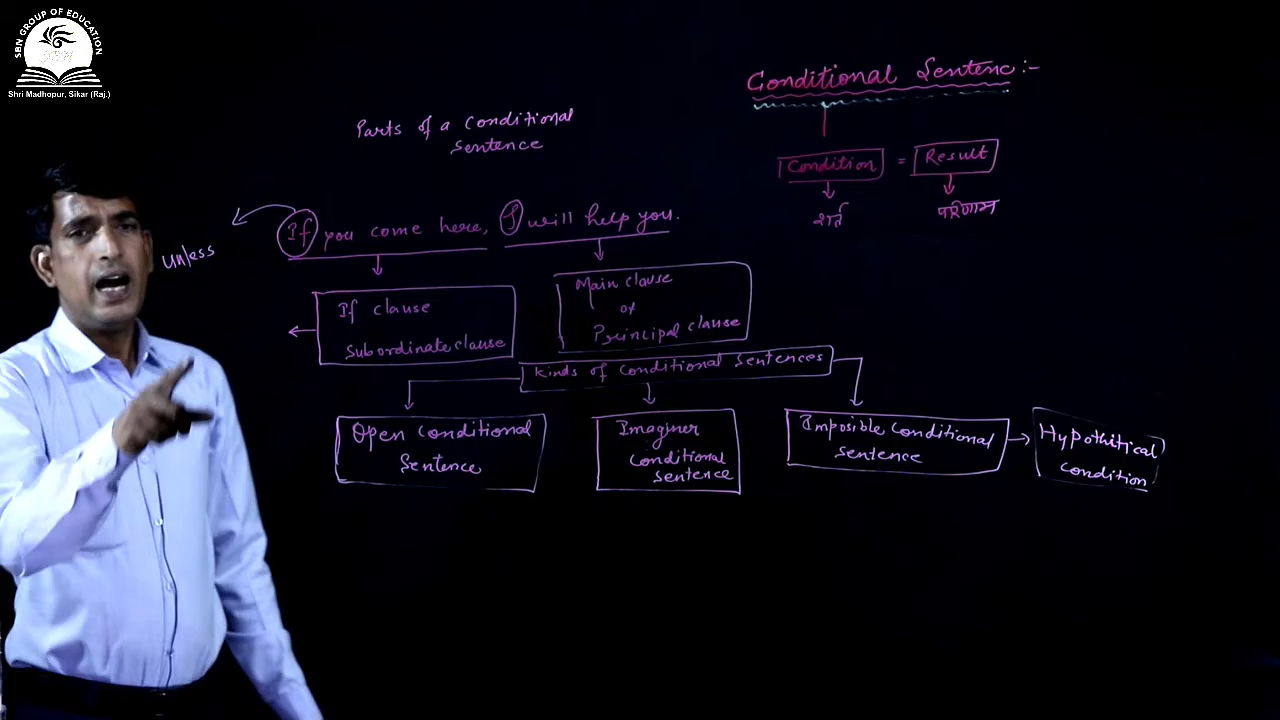 SBN GROUP OF EDUCATION
Shri Madhopur, Sikar (Raj.)
Conditional Sentenc :-
Condition = Result
शर्त परिणाम
Parts of a Conditional
Sentence
If you come here, I will help you.
unless
If clause
Subordinate clause
Main clause
or
Principal clause
Kinds of Conditional Sentences
Open Conditional
Sentence
Imaginer
Conditional
Sentence
Imposible Conditional
Sentence
Hypothitical
Condition